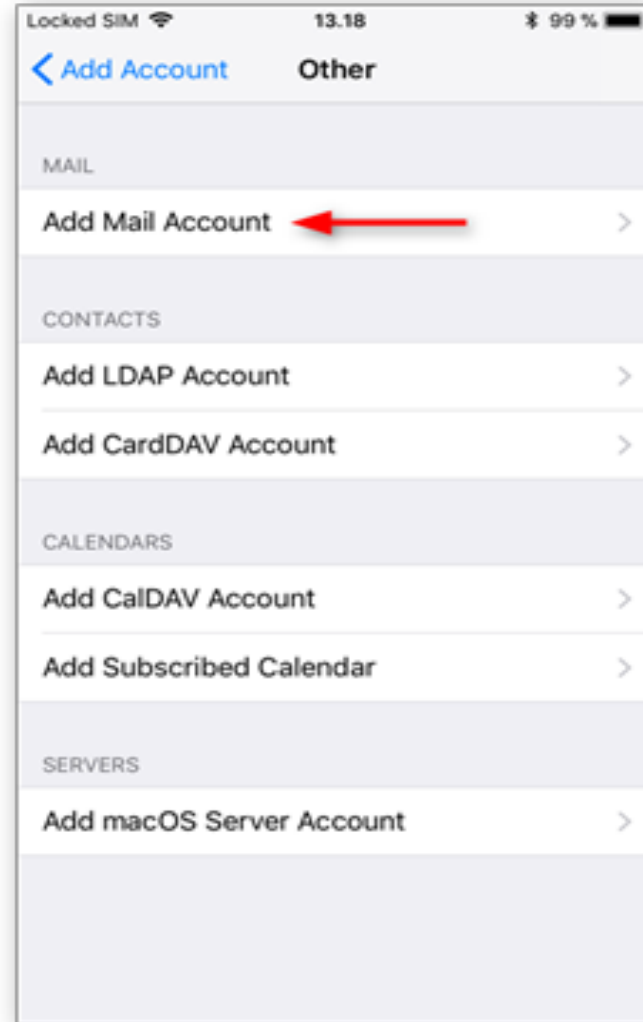 Locked SIM 13.18 99 %
Add Account Other
MAIL
Add Mail Account
CONTACTS
Add LDAP Account
Add CardDAV Account
CALENDARS
Add CalDAV Account
Add Subscribed Calendar
SERVERS
Add macOS Server Account